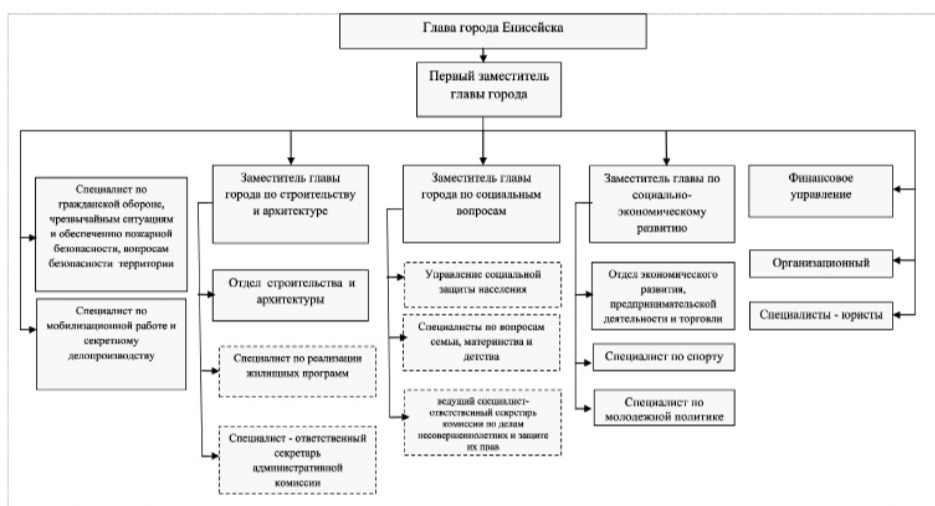 Глава города Енисейска
Первый заместитель
главы города
Специалист по
гражданской обороне,
чрезвычайным ситуациям
и обеспечению пожарной
безопасности, вопросам
безопасности территории
Специалист по
мобилизационной работе и
секретному
делопроизводству
Заместитель главы
города по строительству
и архитектуре
Отдел строительства и
архитектуры
Специалист по реализации
жилищных программ
Специалист - ответственный
секретарь
административной
комиссии
Заместитель главы
города по социальным
вопросам
Управление социальной
защиты населения
Специалисты по вопросам
семьи, материнства и
детства
ведущий специалист-
ответственный секретарь
комиссии по делам
несовершеннолетних и защите
их прав
Заместитель главы по
социально-
экономическому
развитию
Отдел экономического
развития,
предпринимательской
деятельности и торговли
Специалист по спорту
Специалист по
молодежной политике
Финансовое
управление
Организационный
Специалисты - юристы